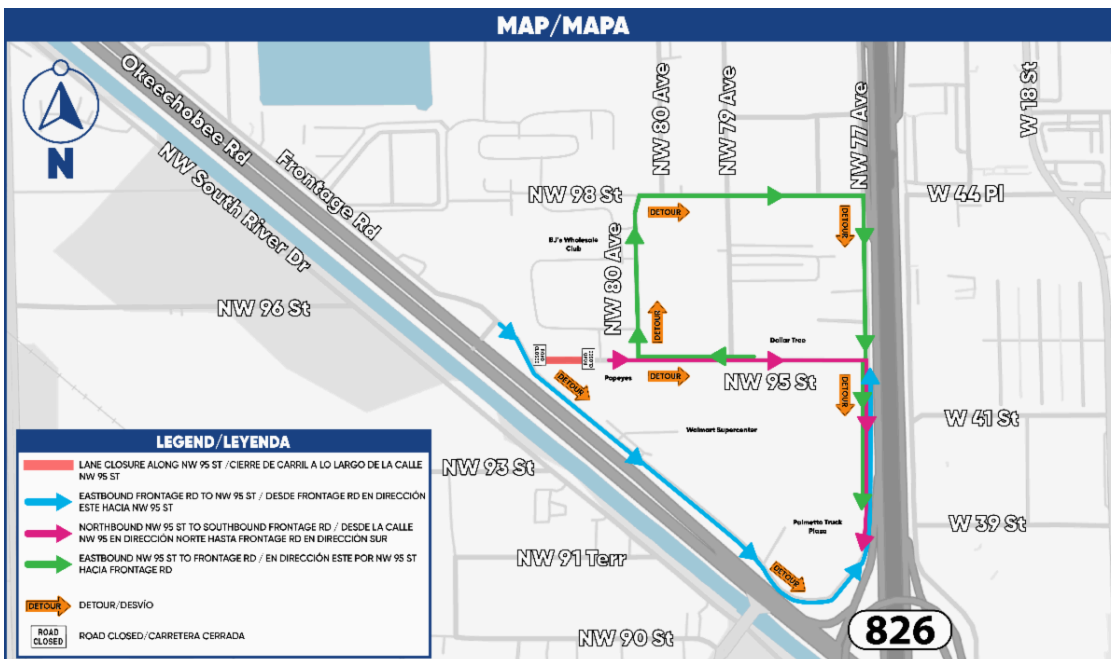 MAP/MAPA
N
Okeechobee Rd
Frontage Rd
NW South River Dr
NW 80 Ave
NW 79 Ave
NW 77 Ave
W 18 St
NW 98 St
W 44 Pl
DETOUR
DETOUR
BJ's Wholesale
Club
NW 80 Ave
NW 96 St
DETOUR
Dollar Tree
ROAD CLOSED
ROAD CLOSED
Popeyes
DETOUR
DETOUR
NW 95 St
DETOUR
W 41 St
Walmart Supercenter
NW 93 St
Palmetto Truck
Plaza
W 39 St
NW 91 Terr
DETOUR
NW 90 St
826
LEGEND/LEYENDA
LANE CLOSURE ALONG NW 95 ST / CIERRE DE CARRIL A LO LARGO DE LA CALLE
NW 95 ST
EASTBOUND FRONTAGE RD TO NW 95 ST / DESDE FRONTAGE RD EN DIRECCIÓN
ESTE HACIA NW 95 ST
NORTHBOUND NW 95 ST TO SOUTHBOUND FRONTAGE RD / DESDE LA CALLE
NW 95 EN DIRECCIÓN NORTE HASTA FRONTAGE RD EN DIRECCIÓN SUR
EASTBOUND NW 95 ST TO FRONTAGE RD / EN DIRECCIÓN ESTE POR NW 95 ST
HACIA FRONTAGE RD
DETOUR
DETOUR/DESVÍO
ROAD
CLOSED
ROAD CLOSED/CARRETERA CERRADA